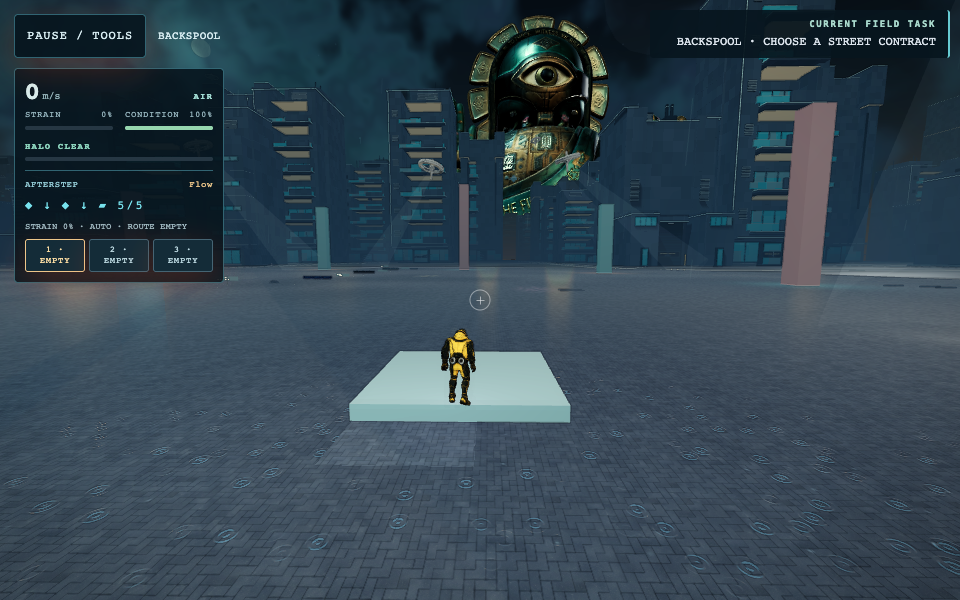 PAUSE / TOOLS
BACKSPOOL
CURRENT FIELD TASK
BACKSPOOL · CHOOSE A STREET CONTRACT
0 m/s
AIR
STRAIN 0%
CONDITION 100%
HALO CLEAR
AFTERSTEP
Flow
5/5
STRAIN 0% · AUTO · ROUTE EMPTY
1 · EMPTY
2 · EMPTY
3 · EMPTY